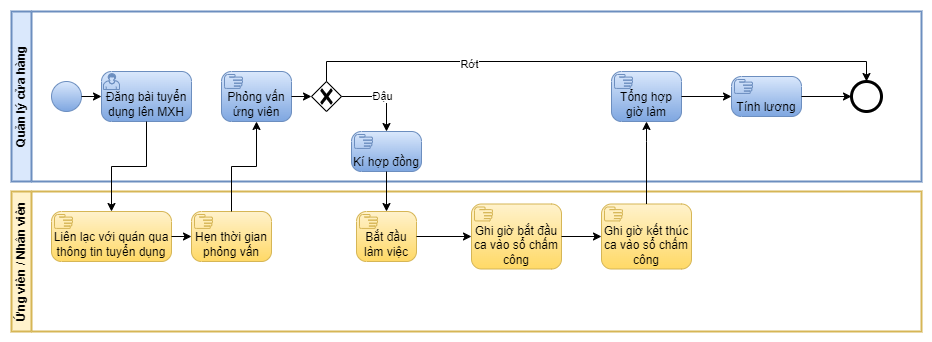 Quản lý cửa hàng
Đăng bài tuyển
dụng lên MXH
Phỏng vấn
ứng viên
Rớt
Đậu
Kí hợp đồng
Tổng hợp
giờ làm
Tính lương
Ứng viên / Nhân viên
Liên lạc với quán qua
thông tin tuyển dụng
Hẹn thời gian
phỏng vấn
Bắt đầu
làm việc
Ghi giờ bắt đầu
ca vào sổ chấm
công
Ghi giờ kết thúc
ca vào sổ chấm
công